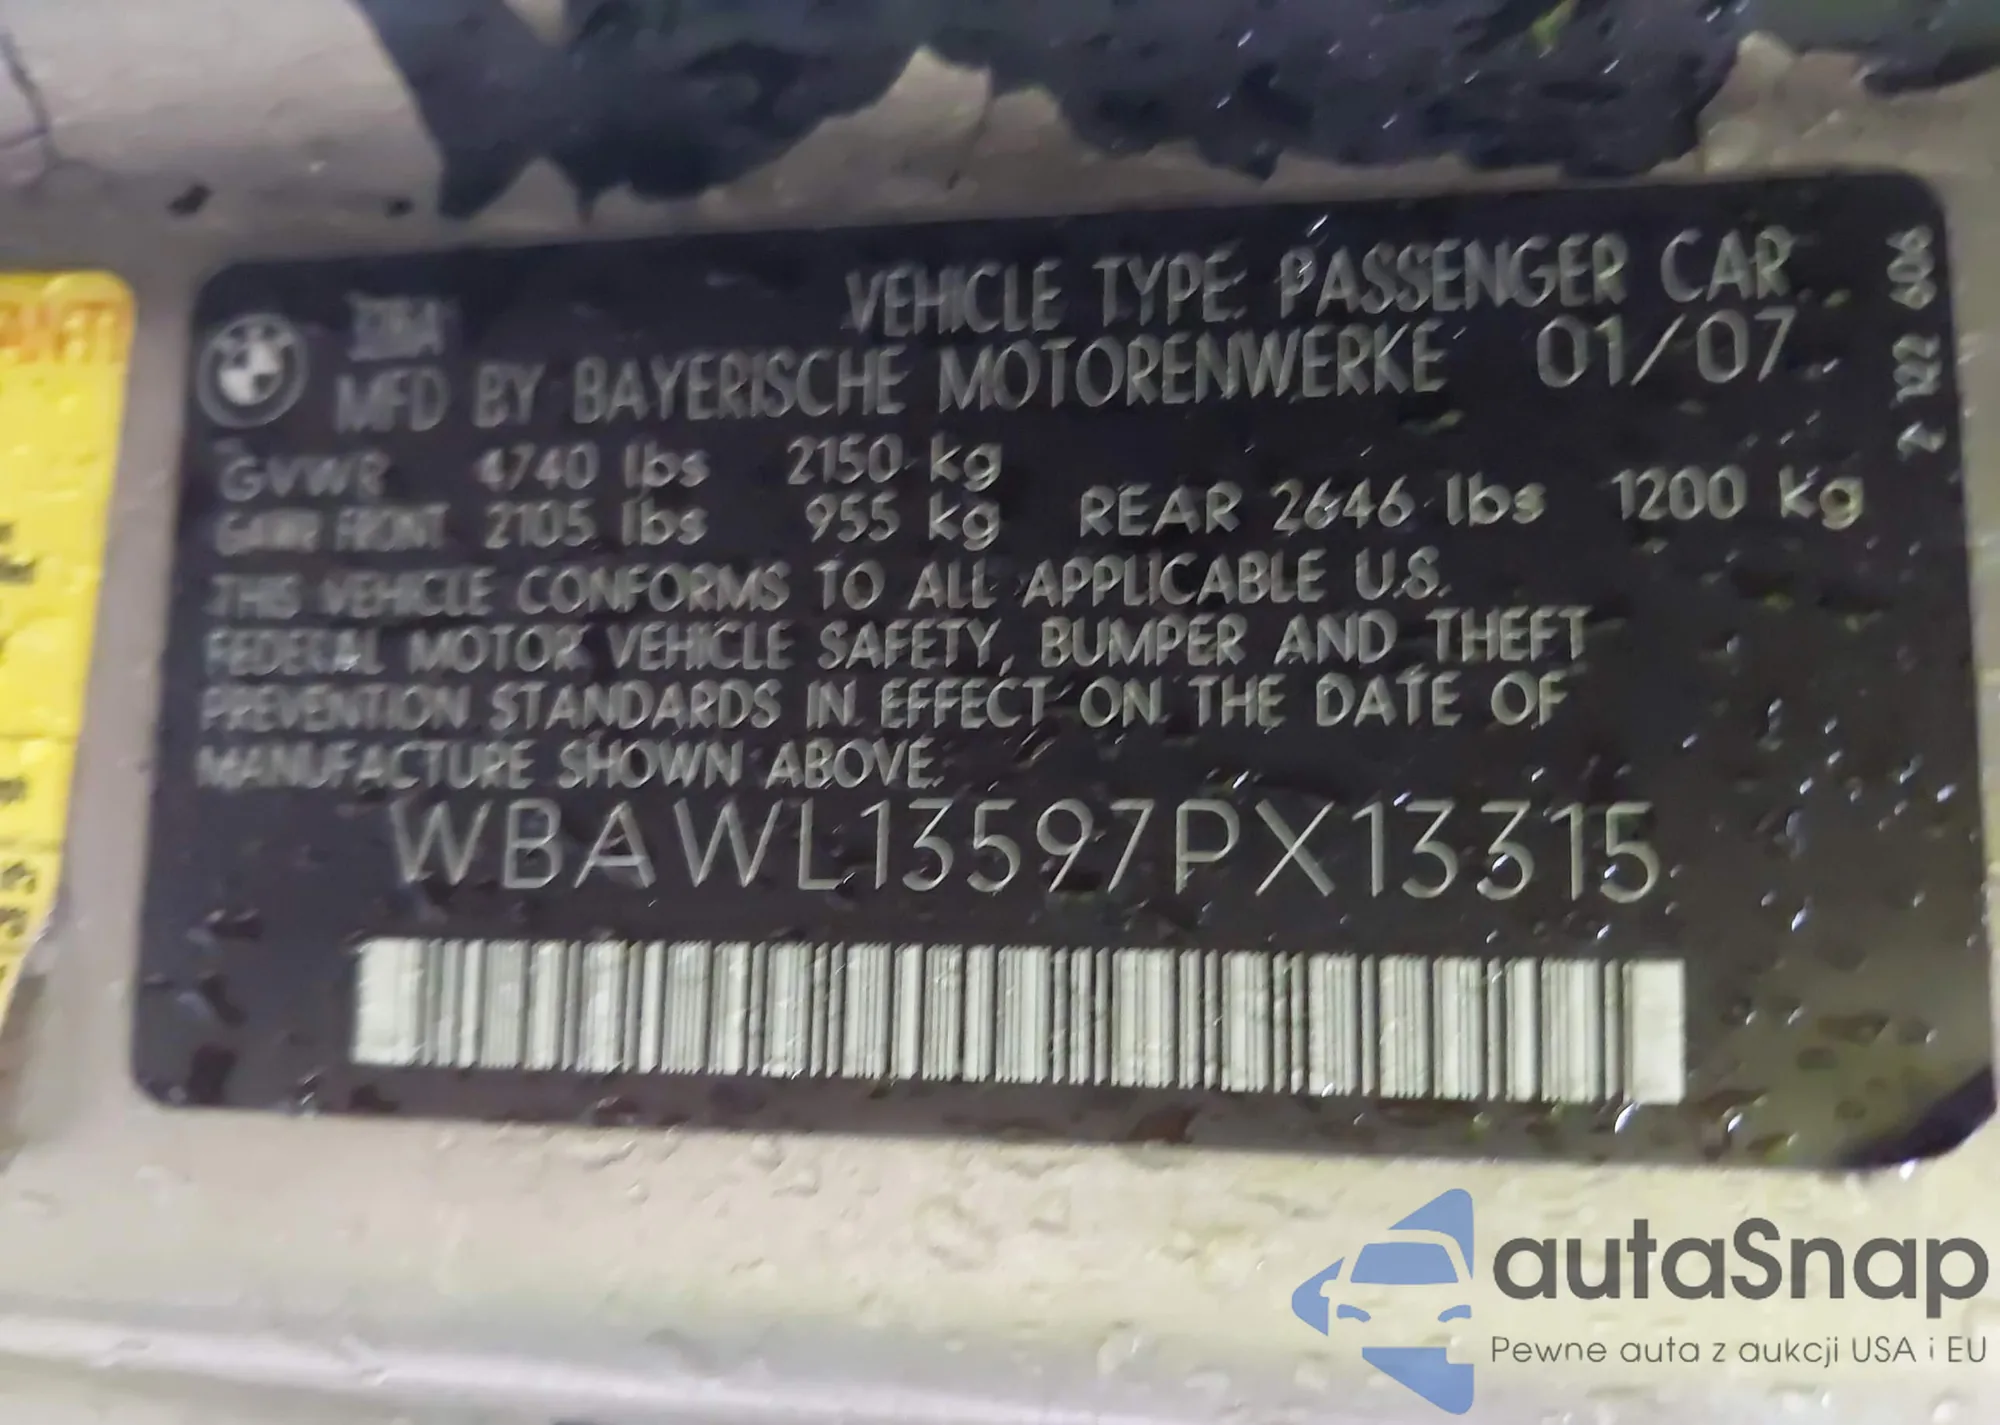 VEHICLE TYPE: PASSENGER CAR
MFD BY BAYERISCHE MOTORENWERKE 01/07
GVWR 4740 lbs 2150 kg
GAWR FRONT 2105 lbs 955 kg REAR 2646 lbs 1200 kg
THIS VEHICLE CONFORMS TO ALL APPLICABLE U.S.
FEDERAL MOTOR VEHICLE SAFETY, BUMPER AND THEFT
PREVENTION STANDARDS IN EFFECT ON THE DATE OF
MANUFACTURE SHOWN ABOVE.
WBAWL13597PX13315
autaSnap
Pewne auta z aukcji USA i EU